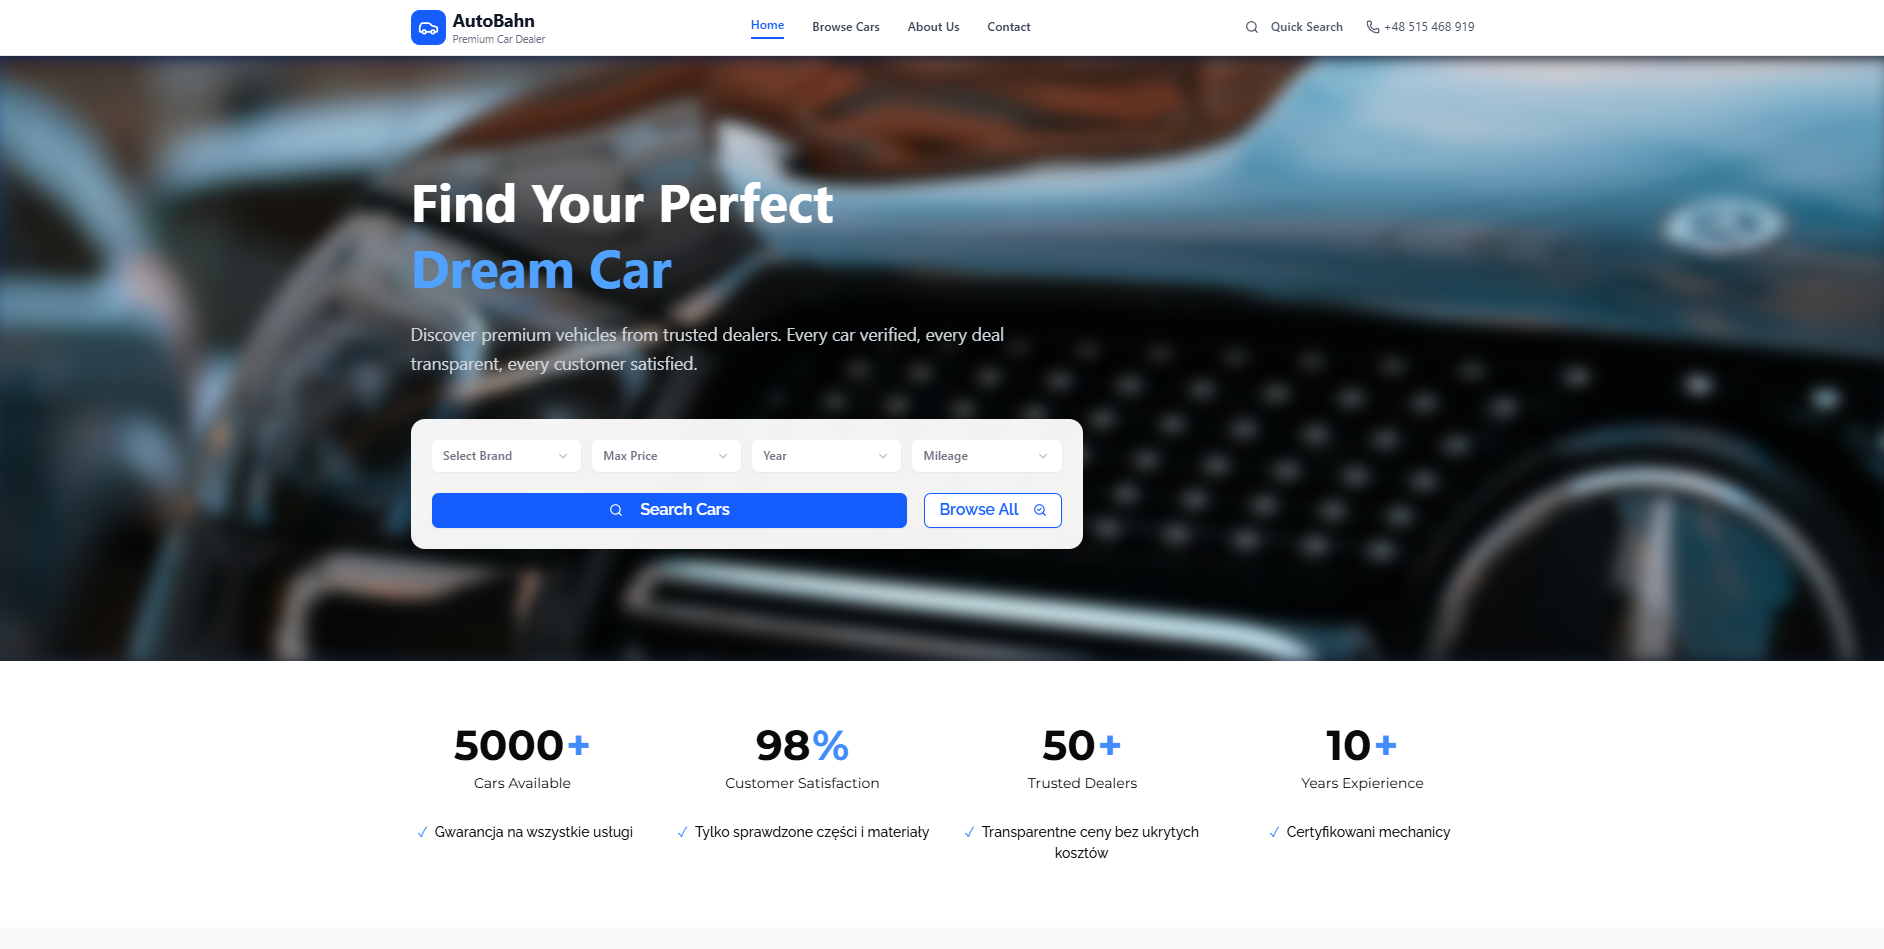 AutoBahn
Premium Car Dealer
Home
Browse Cars
About Us
Contact
Quick Search
+48 515 468 919
Find Your Perfect
Dream Car
Discover premium vehicles from trusted dealers. Every car verified, every deal
transparent, every customer satisfied.
Select Brand
Max Price
Year
Mileage
Search Cars
Browse All
5000+
Cars Available
98%
Customer Satisfaction
50+
Trusted Dealers
10+
Years Expierience
✓ Gwarancja na wszystkie usługi
✓ Tylko sprawdzone części i materiały
✓ Transparentne ceny bez ukrytych
kosztów
✓ Certyfikowani mechanicy